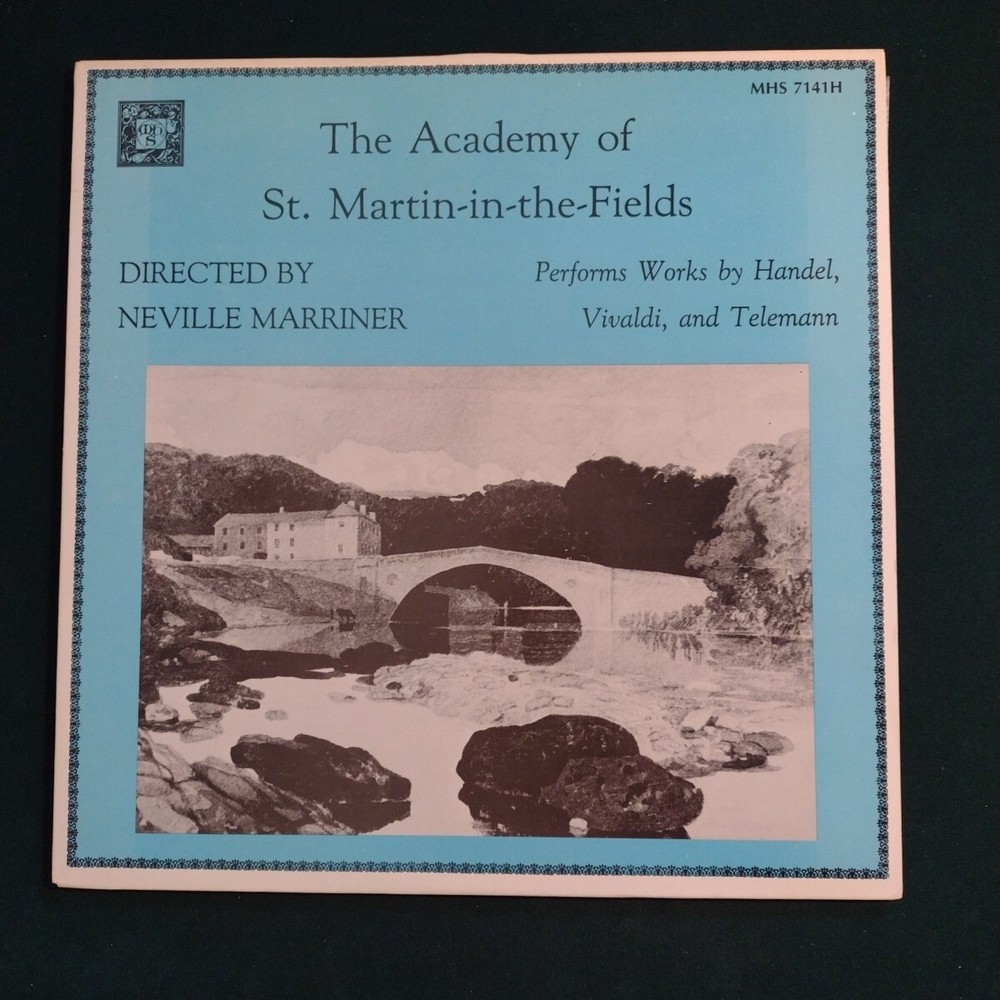 MHS 7141H
MHS
The Academy of
St. Martin-in-the-Fields
DIRECTED BY
NEVILLE MARRINER
Performs Works by Handel,
Vivaldi, and Telemann